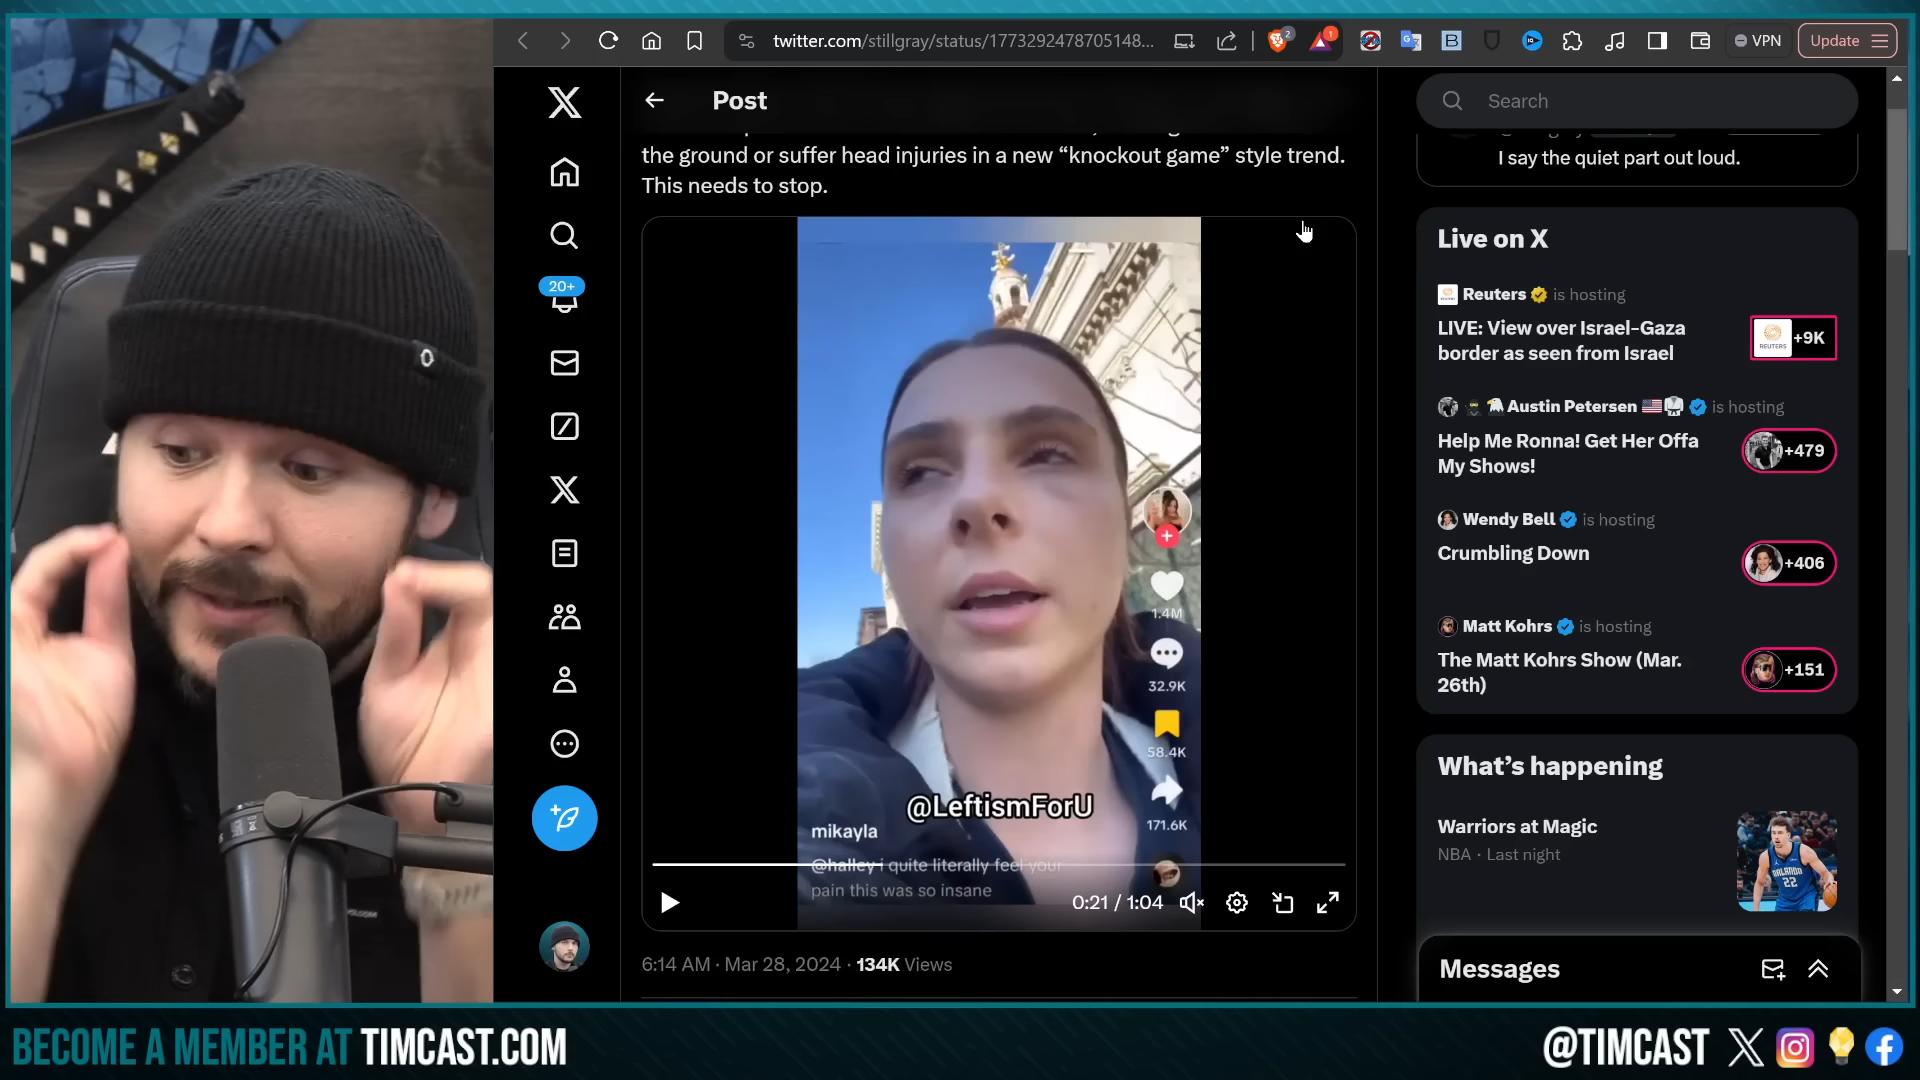 twitter.com/stillgray/status/1773292478705148...
2
1
VPN
Update
Post
the ground or suffer head injuries in a new “knockout game” style trend.
This needs to stop.
20+
1.4M
32.9K
58.4K
171.6K
@LeftismForU
mikayla
@halley i quite literally feel your
pain this was so insane
0:21 / 1:04
6:14 AM · Mar 28, 2024 · 134K Views
Search
I say the quiet part out loud.
Live on X
Reuters is hosting
LIVE: View over Israel-Gaza
border as seen from Israel
REUTERS
+9K
Austin Petersen is hosting
Help Me Ronna! Get Her Offa
My Shows!
+479
Wendy Bell is hosting
Crumbling Down
+406
Matt Kohrs is hosting
The Matt Kohrs Show (Mar.
26th)
+151
What’s happening
Warriors at Magic
NBA · Last night
ORLANDO
22
Messages
BECOME A MEMBER AT TIMCAST.COM
@TIMCAST